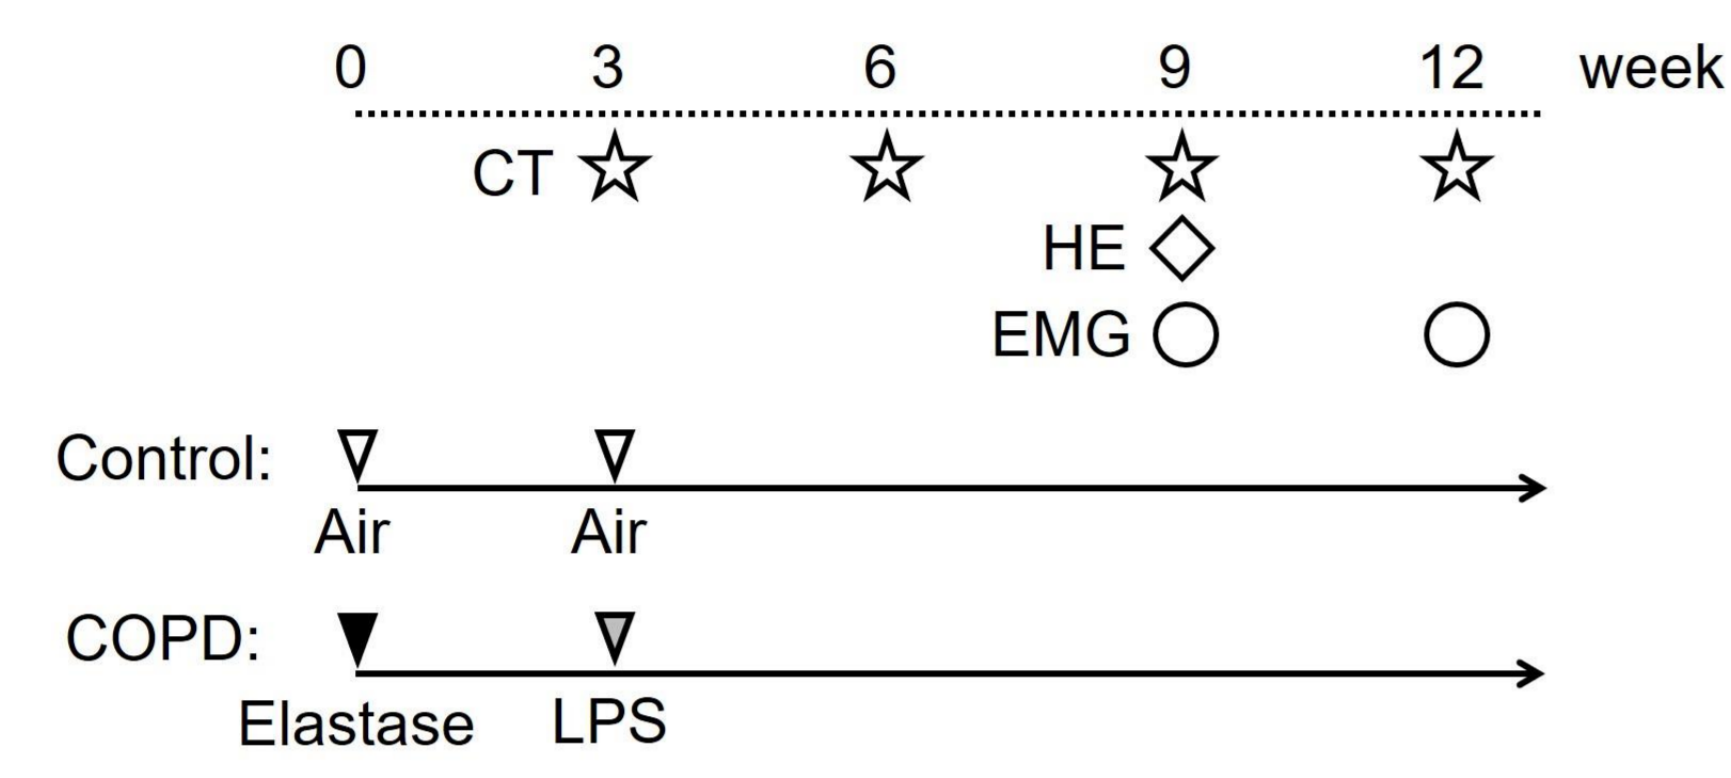 0 3 6 9 12 week
CT
HE
EMG
Control:
Air Air
COPD:
Elastase LPS